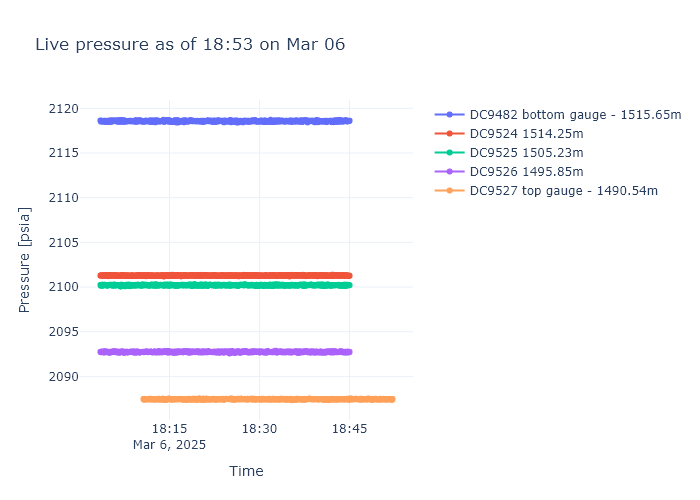 Live pressure as of 18:53 on Mar 06
2120
2115
2110
2105
2100
2095
2090
Pressure [psia]
18:15
18:30
18:45
Mar 6, 2025
Time
DC9482 bottom gauge - 1515.65m
DC9524 1514.25m
DC9525 1505.23m
DC9526 1495.85m
DC9527 top gauge - 1490.54m